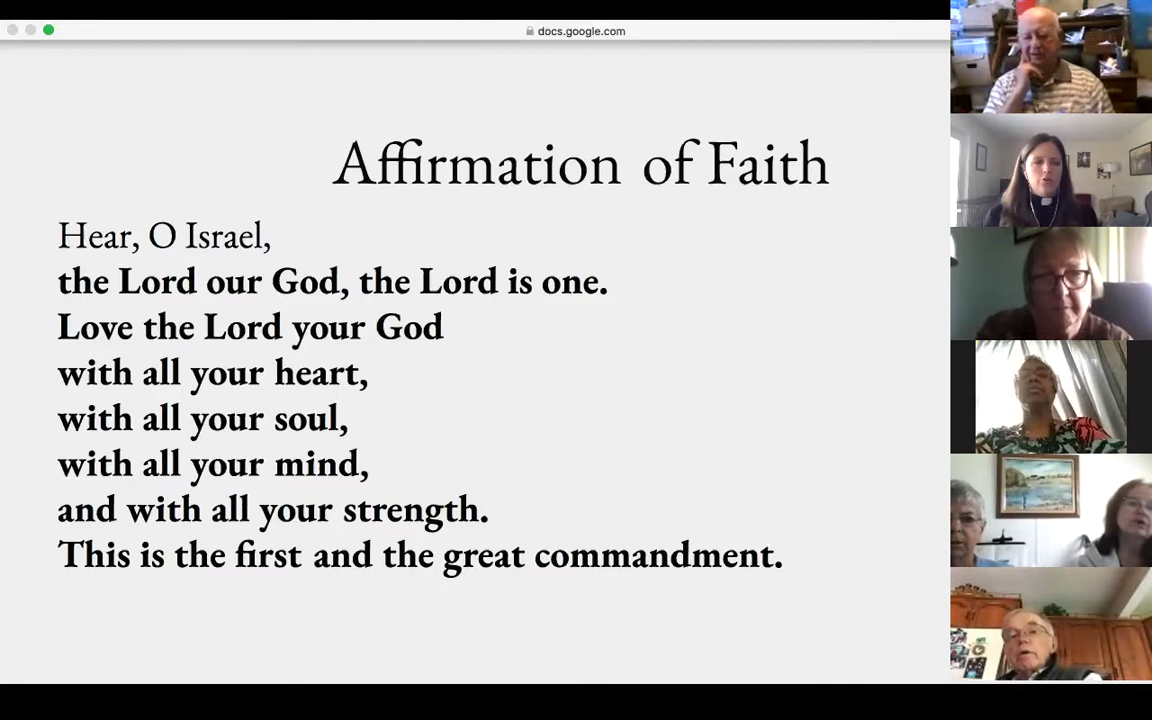 docs.google.com
Affirmation of Faith
Hear, O Israel,
the Lord our God, the Lord is one.
Love the Lord your God
with all your heart,
with all your soul,
with all your mind,
and with all your strength.
This is the first and the great commandment.